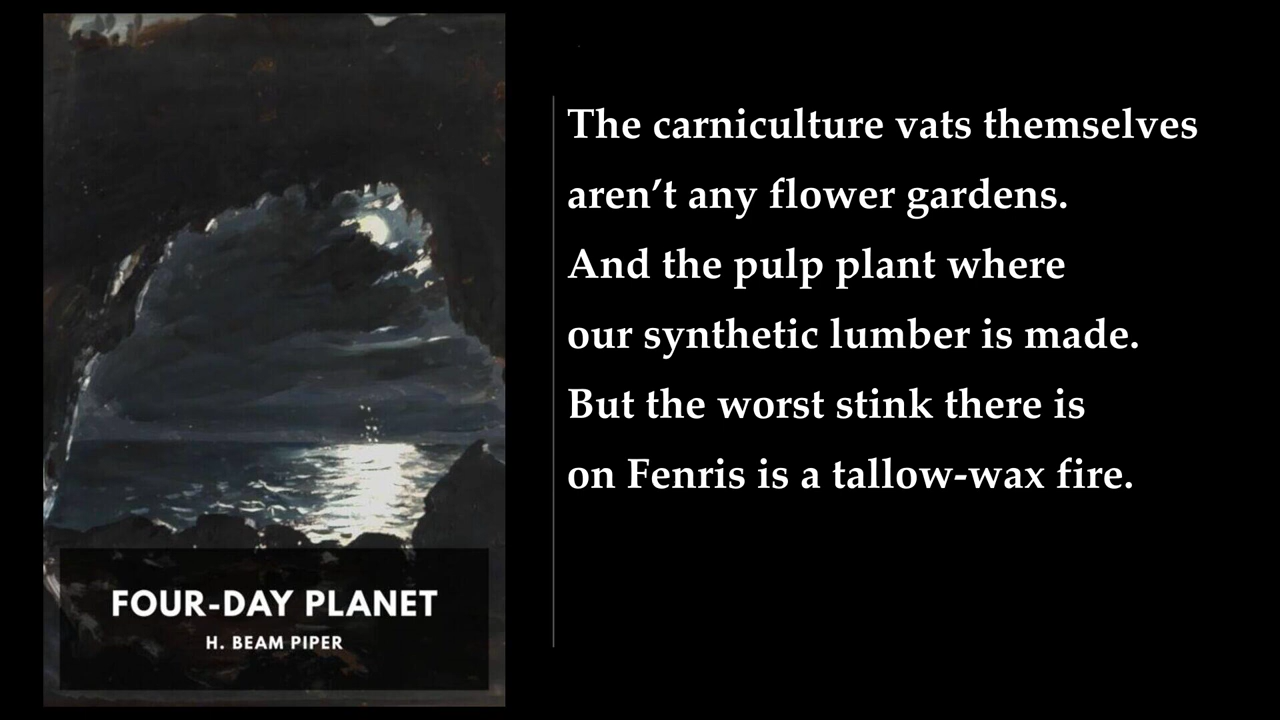 FOUR-DAY PLANET
H. BEAM PIPER
The carniculture vats themselves
aren’t any flower gardens.
And the pulp plant where
our synthetic lumber is made.
But the worst stink there is
on Fenris is a tallow-wax fire.